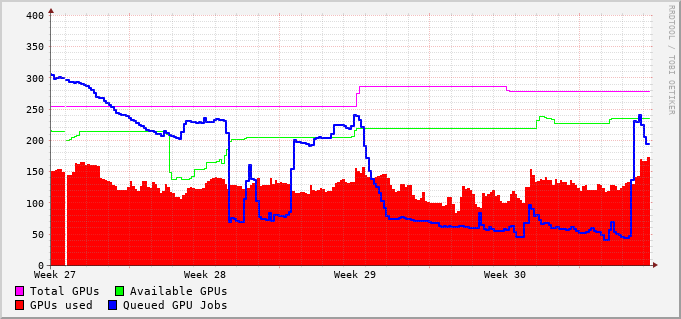 400
350
300
250
200
150
100
50
0
Week 27 Week 28 Week 29 Week 30
Total GPUs Available GPUs
GPUs used Queued GPU Jobs
RRDTOOL / TOBI OETIKER